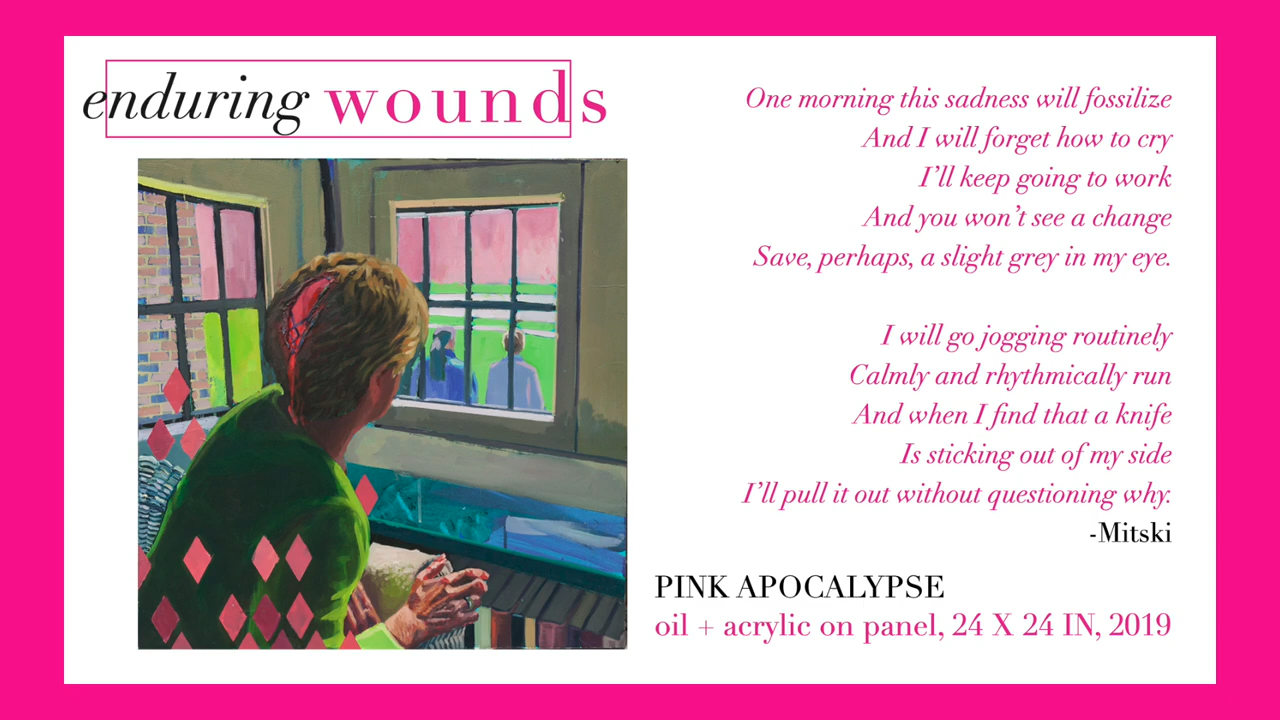 enduring wounds
One morning this sadness will fossilize
And I will forget how to cry
I’ll keep going to work
And you won’t see a change
Save, perhaps, a slight grey in my eye.
I will go jogging routinely
Calmly and rhythmically run
And when I find that a knife
Is sticking out of my side
I’ll pull it out without questioning why.
-Mitski
PINK APOCALYPSE
oil + acrylic on panel, 24 X 24 IN, 2019